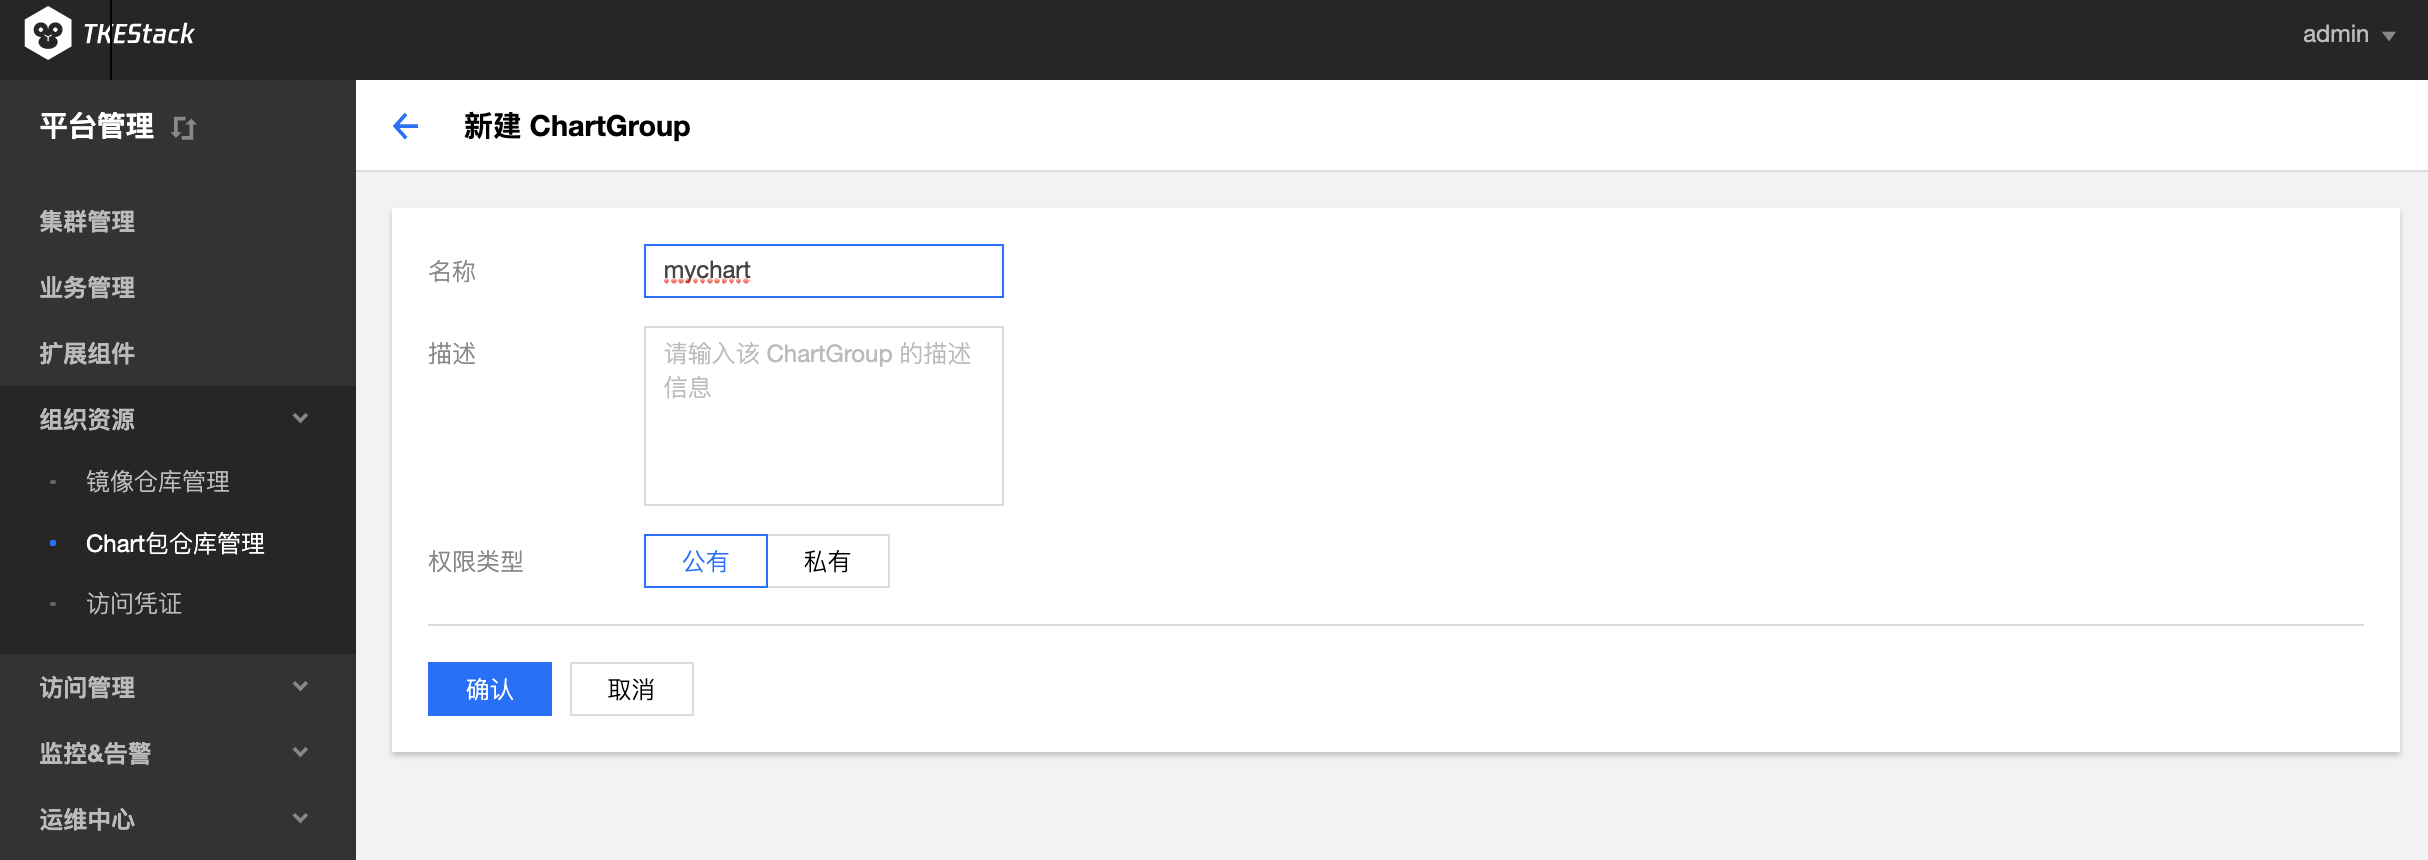 TKEStack
admin
平台管理
新建 ChartGroup
集群管理
业务管理
扩展组件
组织资源
镜像仓库管理
Chart包仓库管理
访问凭证
访问管理
监控&告警
运维中心
名称
mychart
描述
请输入该 ChartGroup 的描述
信息
权限类型
公有
私有
确认
取消